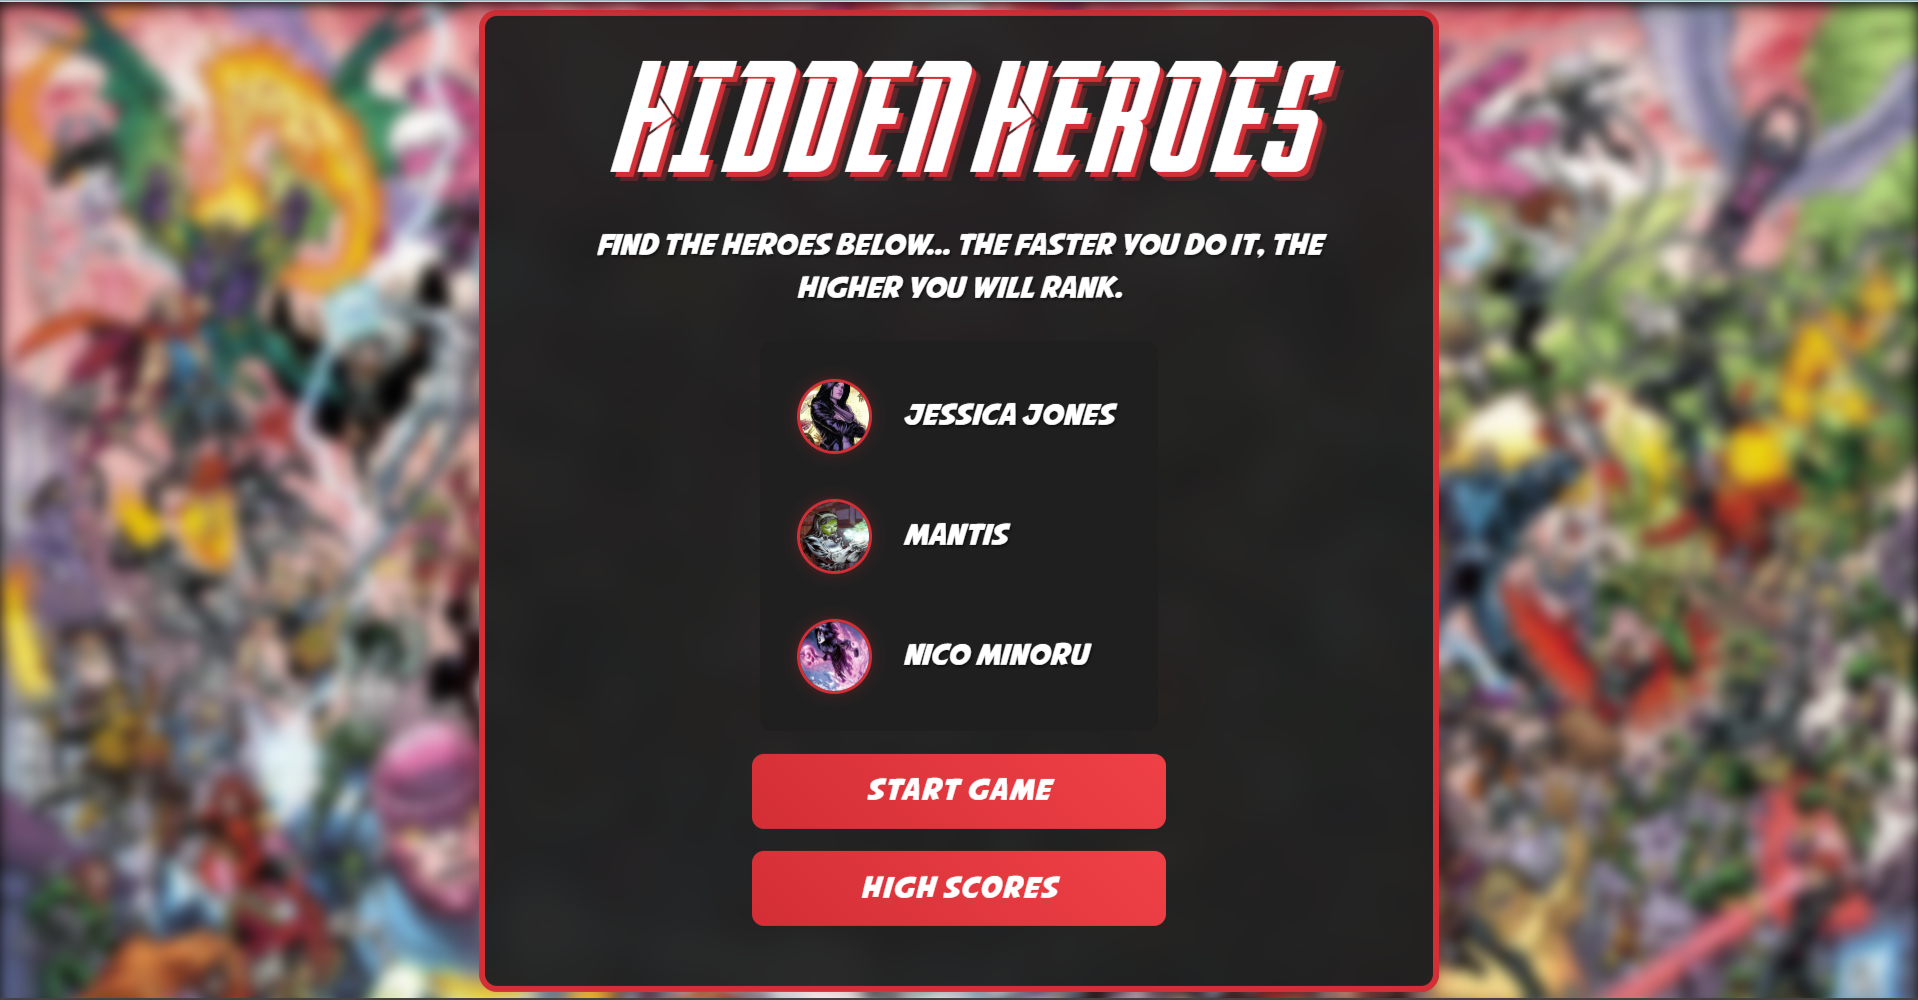 HIDDEN HEROES
FIND THE HEROES BELOW... THE FASTER YOU DO IT, THE
HIGHER YOU WILL RANK.
JESSICA JONES
MANTIS
NICO MINORU
START GAME
HIGH SCORES